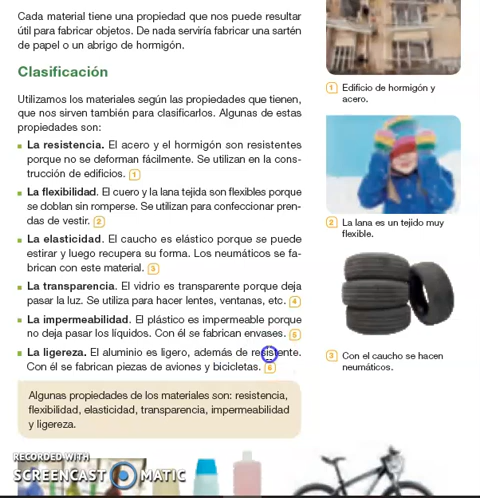 Cada material tiene una propiedad que nos puede resultar
útil para fabricar objetos. De nada serviría fabricar una sartén
de papel o un abrigo de hormigón.
Clasificación
Utilizamos los materiales según las propiedades que tienen,
que nos sirven también para clasificarlos. Algunas de estas
propiedades son:
La resistencia. El acero y el hormigón son resistentes
porque no se deforman fácilmente. Se utilizan en la cons-
trucción de edificios. 1
La flexibilidad. El cuero y la lana tejida son flexibles porque
se doblan sin romperse. Se utilizan para confeccionar pren-
das de vestir. 2
La elasticidad. El caucho es elástico porque se puede
estirar y luego recupera su forma. Los neumáticos se fa-
brican con este material. 3
La transparencia. El vidrio es transparente porque deja
pasar la luz. Se utiliza para hacer lentes, ventanas, etc. 4
La impermeabilidad. El plástico es impermeable porque
no deja pasar los líquidos. Con él se fabrican envases. 5
La ligereza. El aluminio es ligero, además de resistente.
Con él se fabrican piezas de aviones y bicicletas. 6
Algunas propiedades de los materiales son: resistencia,
flexibilidad, elasticidad, transparencia, impermeabilidad
y ligereza.
1 Edificio de hormigón y
acero.
2 La lana es un tejido muy
flexible.
3 Con el caucho se hacen
neumáticos.
RECORDED WITH
SCREENCAST MATIC